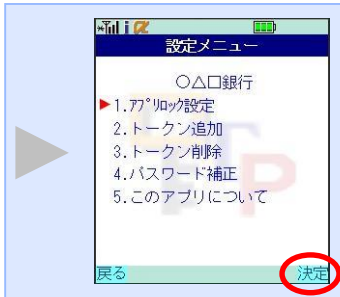 設定メニュー
○△□銀行
▶1.ｱﾌﾟﾘﾛｯｸ設定
2.トークン追加
3.トークン削除
4.パスワード補正
5.このアプリについて
戻る 決定